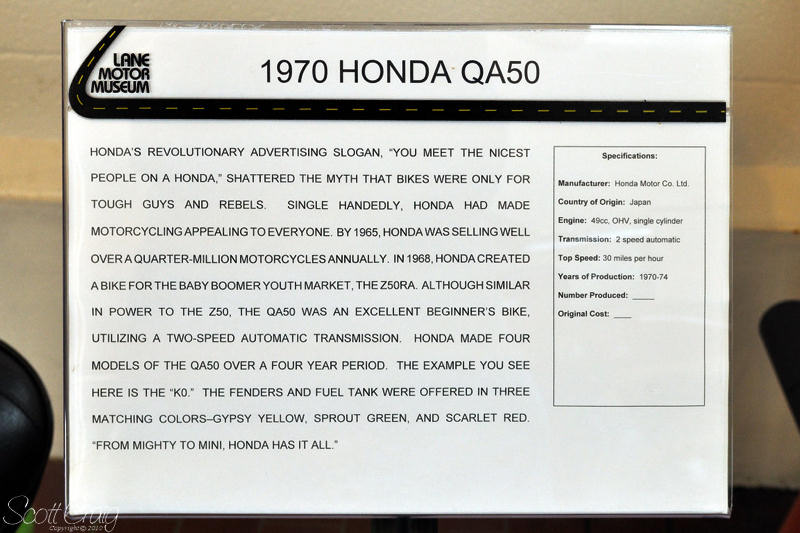 LANE
MOTOR
MUSEUM
1970 HONDA QA50
HONDA'S REVOLUTIONARY ADVERTISING SLOGAN, "YOU MEET THE NICEST
PEOPLE ON A HONDA," SHATTERED THE MYTH THAT BIKES WERE ONLY FOR
TOUGH GUYS AND REBELS. SINGLE HANDEDLY, HONDA HAD MADE
MOTORCYCLING APPEALING TO EVERYONE. BY 1965, HONDA WAS SELLING WELL
OVER A QUARTER-MILLION MOTORCYCLES ANNUALLY. IN 1968, HONDA CREATED
A BIKE FOR THE BABY BOOMER YOUTH MARKET, THE Z50RA. ALTHOUGH SIMILAR
IN POWER TO THE Z50, THE QA50 WAS AN EXCELLENT BEGINNER'S BIKE,
UTILIZING A TWO-SPEED AUTOMATIC TRANSMISSION. HONDA MADE FOUR
MODELS OF THE QA50 OVER A FOUR YEAR PERIOD. THE EXAMPLE YOU SEE
HERE IS THE "K0." THE FENDERS AND FUEL TANK WERE OFFERED IN THREE
MATCHING COLORS–GYPSY YELLOW, SPROUT GREEN, AND SCARLET RED.
"FROM MIGHTY TO MINI, HONDA HAS IT ALL."
Specifications:
Manufacturer: Honda Motor Co. Ltd.
Country of Origin: Japan
Engine: 49cc, OHV, single cylinder
Transmission: 2 speed automatic
Top Speed: 30 miles per hour
Years of Production: 1970-74
Number Produced: _____
Original Cost: ____
Scott Craig
Copyright © 2010